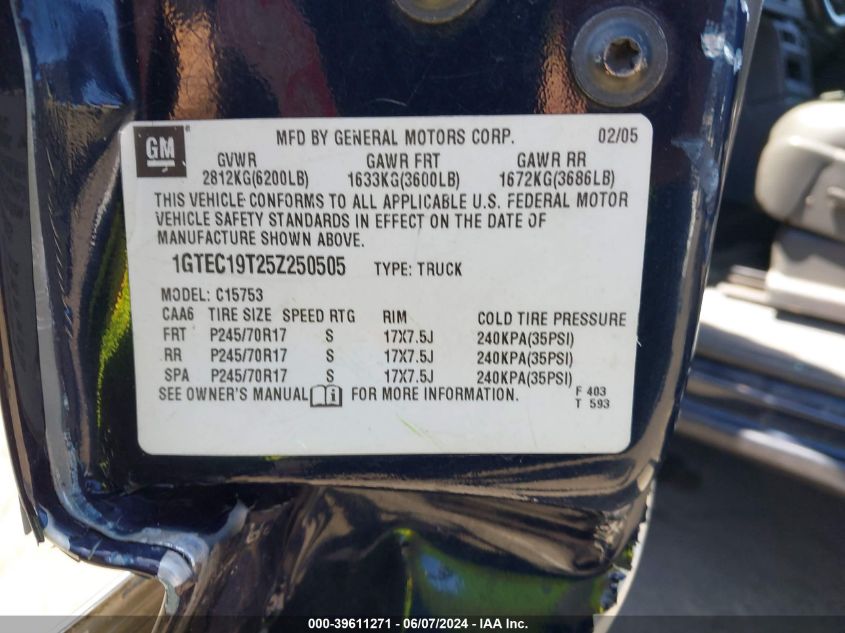 GM ®
MFD BY GENERAL MOTORS CORP. 02/05
GVWR GAWR FRT GAWR RR
2812KG(6200LB) 1633KG(3600LB) 1672KG(3686LB)
THIS VEHICLE CONFORMS TO ALL APPLICABLE U.S. FEDERAL MOTOR
VEHICLE SAFETY STANDARDS IN EFFECT ON THE DATE OF
MANUFACTURE SHOWN ABOVE.
1GTEC19T25Z250505 TYPE: TRUCK
MODEL: C15753
CAA6 TIRE SIZE SPEED RTG RIM COLD TIRE PRESSURE
FRT P245/70R17 S 17X7.5J 240KPA(35PSI)
RR P245/70R17 S 17X7.5J 240KPA(35PSI)
SPA P245/70R17 S 17X7.5J 240KPA(35PSI)
SEE OWNER'S MANUAL i FOR MORE INFORMATION. F 403
T 593
000-39611271 - 06/07/2024 - IAA Inc.